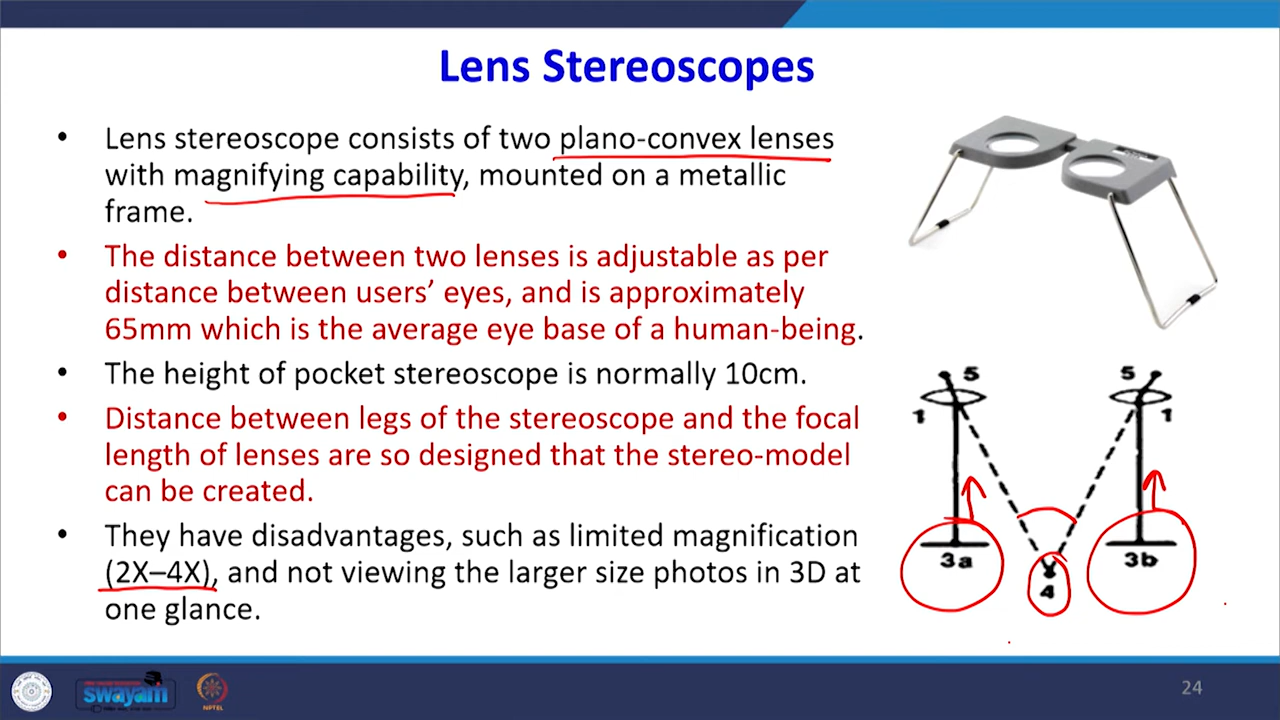 Lens Stereoscopes
• Lens stereoscope consists of two plano-convex lenses
with magnifying capability, mounted on a metallic
frame.
• The distance between two lenses is adjustable as per
distance between users’ eyes, and is approximately
65mm which is the average eye base of a human-being.
• The height of pocket stereoscope is normally 10cm.
• Distance between legs of the stereoscope and the focal
length of lenses are so designed that the stereo-model
can be created.
• They have disadvantages, such as limited magnification
(2X–4X), and not viewing the larger size photos in 3D at
one glance.
5 5
1 1
3a 3b
4
swayam
NPTEL
24